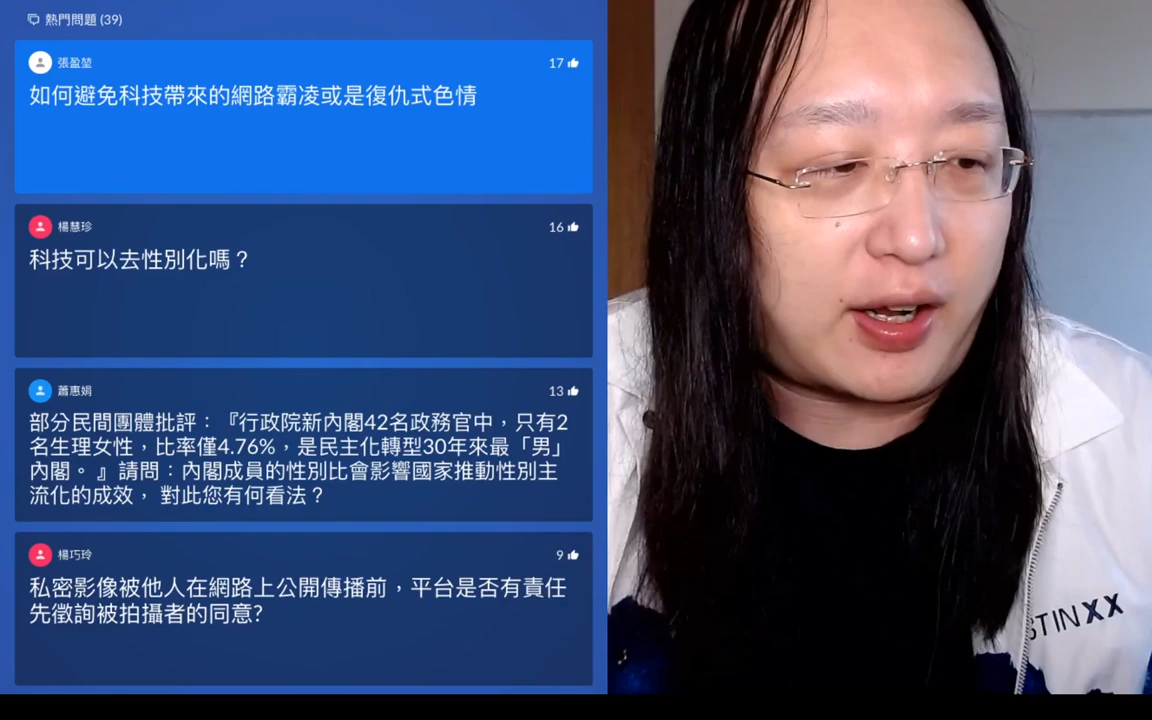 熱門問題 (39)
張盈堃
17
如何避免科技帶來的網路霸凌或是復仇式色情
楊慧珍
16
科技可以去性別化嗎？
蕭惠娟
13
部分民間團體批評：『行政院新內閣42名政務官中，只有2
名生理女性，比率僅4.76%，是民主化轉型30年來最「男」
內閣。』請問：內閣成員的性別比會影響國家推動性別主
流化的成效， 對此您有何看法？
楊巧玲
9
私密影像被他人在網路上公開傳播前，平台是否有責任
先徵詢被拍攝者的同意?
STINXX